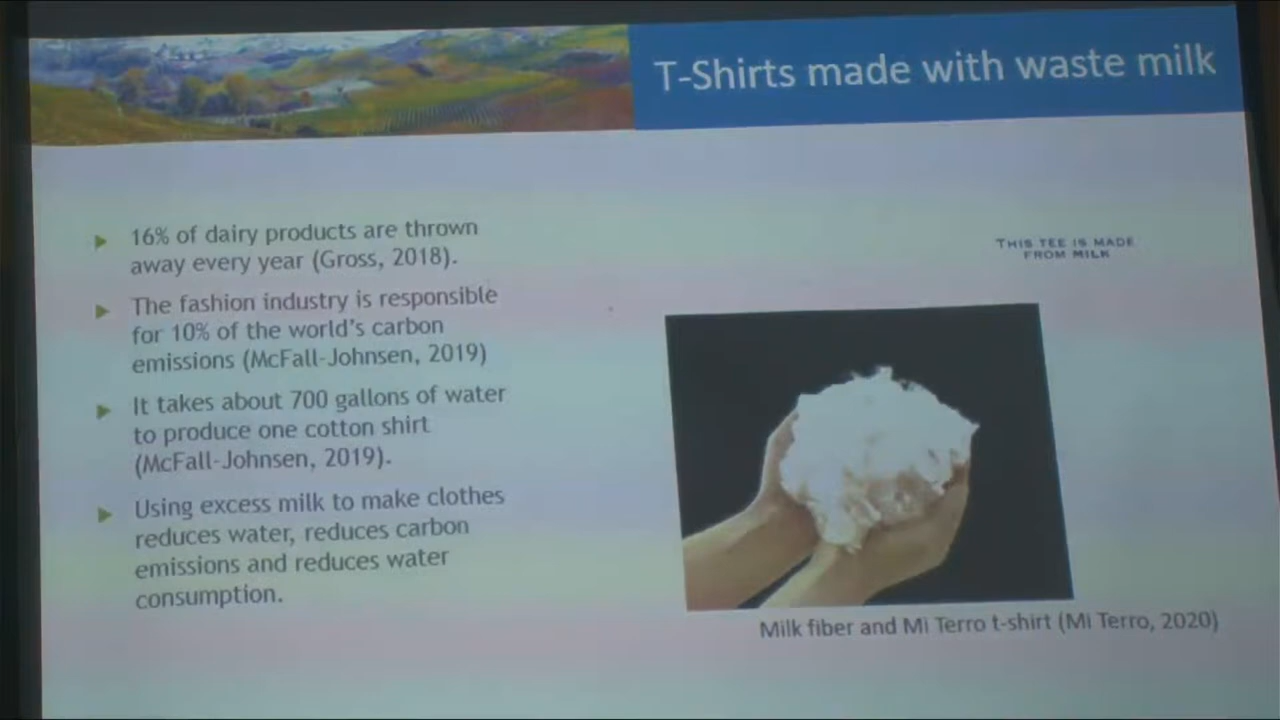 T-Shirts made with waste milk
16% of dairy products are thrown
away every year (Gross, 2018).
The fashion industry is responsible
for 10% of the world's carbon
emissions (McFall-Johnsen, 2019)
It takes about 700 gallons of water
to produce one cotton shirt
(McFall-Johnsen, 2019).
Using excess milk to make clothes
reduces water, reduces carbon
emissions and reduces water
consumption.
THIS TEE IS MADE
FROM MILK
Milk fiber and Mi Terro t-shirt (Mi Terro, 2020)